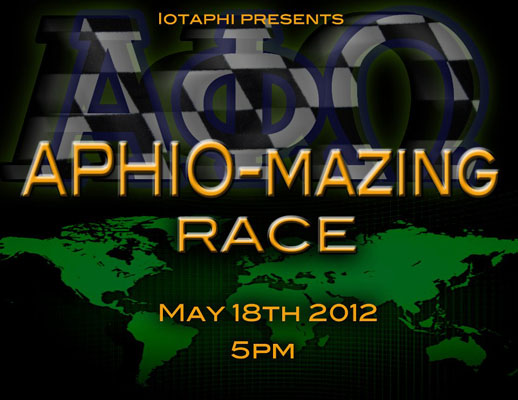 Iotaphi presents
ΑΦΩ
APHIO-mazing
Race
May 18th 2012
5pm